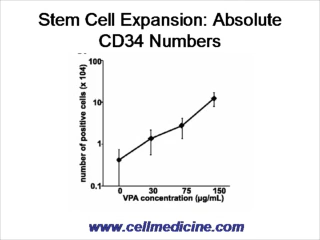 Stem Cell Expansion: Absolute
CD34 Numbers
number of positive cells (x 104)
100
10
1
0.1
0 30 75 150
VPA concentration (µg/mL)
www.cellmedicine.com